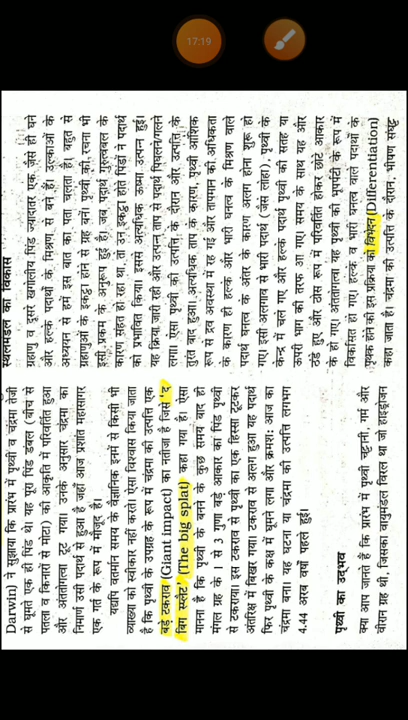 17:19
Darwin) ने सुझाया कि प्रारंभ में पृथ्वी व चंद्रमा तेजी
से घूमते एक ही पिंड थे। यह पूरा पिंड डंबल (बीच से
पतला व किनारों से मोटा) की आकृति में परिवर्तित हुआ
और अंततोगत्वा टूट गया। उनके अनुसार चंद्रमा का
निर्माण उसी पदार्थ से हुआ है जहाँ आज प्रशांत महासागर
एक गर्त के रूप में मौजूद है।
यद्यपि वर्तमान समय के वैज्ञानिक इनमें से किसी भी
व्याख्या को स्वीकार नहीं करते। ऐसा विश्वास किया जाता
है कि पृथ्वी के उपग्रह के रूप में चंद्रमा की उत्पत्ति एक
बड़े टकराव (Giant impact) का नतीजा है जिसे 'द
बिग स्प्लैट' (The big splat) कहा गया है। ऐसा
मानना है कि पृथ्वी के बनने के कुछ समय बाद ही
मंगल ग्रह के 1 से 3 गुणा बड़े आकार का पिंड पृथ्वी
से टकराया। इस टकराव से पृथ्वी का एक हिस्सा टूटकर
अंतरिक्ष में बिखर गया। टकराव से अलग हुआ यह पदार्थ
फिर पृथ्वी के कक्ष में घूमने लगा और क्रमशः आज का
चंद्रमा बना। यह घटना या चंद्रमा की उत्पत्ति लगभग
4.44 अरब वर्षों पहले हुई।
पृथ्वी का उद्भव
क्या आप जानते हैं कि प्रारंभ में पृथ्वी चट्टानी, गर्म और
वीरान ग्रह थी, जिसका वायुमंडल विरल था जो हाइड्रोजन
स्थलमंडल का विकास
ग्रहाणु व दूसरे खगोलीय पिंड ज़्यादातर एक जैसे ही घने
और हल्के पदार्थों के मिश्रण से बने हैं। उल्काओं के
अध्ययन से हमें इस बात का पता चलता है। बहुत से
ग्रहाणुओं के इकट्ठा होने से ग्रह बनें। पृथ्वी की रचना भी
इसी प्रक्रम के अनुरूप हुई है। जब पदार्थ गुरुत्वबल के
कारण संहत हो रहा था, तो उन इकट्ठा होते पिंडों ने पदार्थ
को प्रभावित किया। इससे अत्यधिक ऊष्मा उत्पन्न हुई।
यह क्रिया जारी रही और उत्पन्न ताप से पदार्थ पिघलने/गलने
लगा। ऐसा पृथ्वी की उत्पत्ति के दौरान और उत्पत्ति के
तुरंत बाद हुआ। अत्यधिक ताप के कारण, पृथ्वी आंशिक
रूप से द्रव अवस्था में रह गई और तापमान की अधिकता
के कारण ही हल्के और भारी घनत्व के मिश्रण वाले
पदार्थ घनत्व के अंतर के कारण अलग होना शुरू हो
गए। इसी अलगाव से भारी पदार्थ (जैसे लोहा), पृथ्वी के
केन्द्र में चले गए और हल्के पदार्थ पृथ्वी की सतह या
ऊपरी भाग की तरफ आ गए। समय के साथ यह और
ठंडे हुए और ठोस रूप में परिवर्तित होकर छोटे आकार
के हो गए। अंततोगत्वा यह पृथ्वी की भूपर्पटी के रूप में
विकसित हो गए। हल्के व भारी घनत्व वाले पदार्थों के
पृथक होने की इस प्रक्रिया को विभेदन (Differentiation)
कहा जाता है। चंद्रमा की उत्पत्ति के दौरान, भीषण संघट्ट